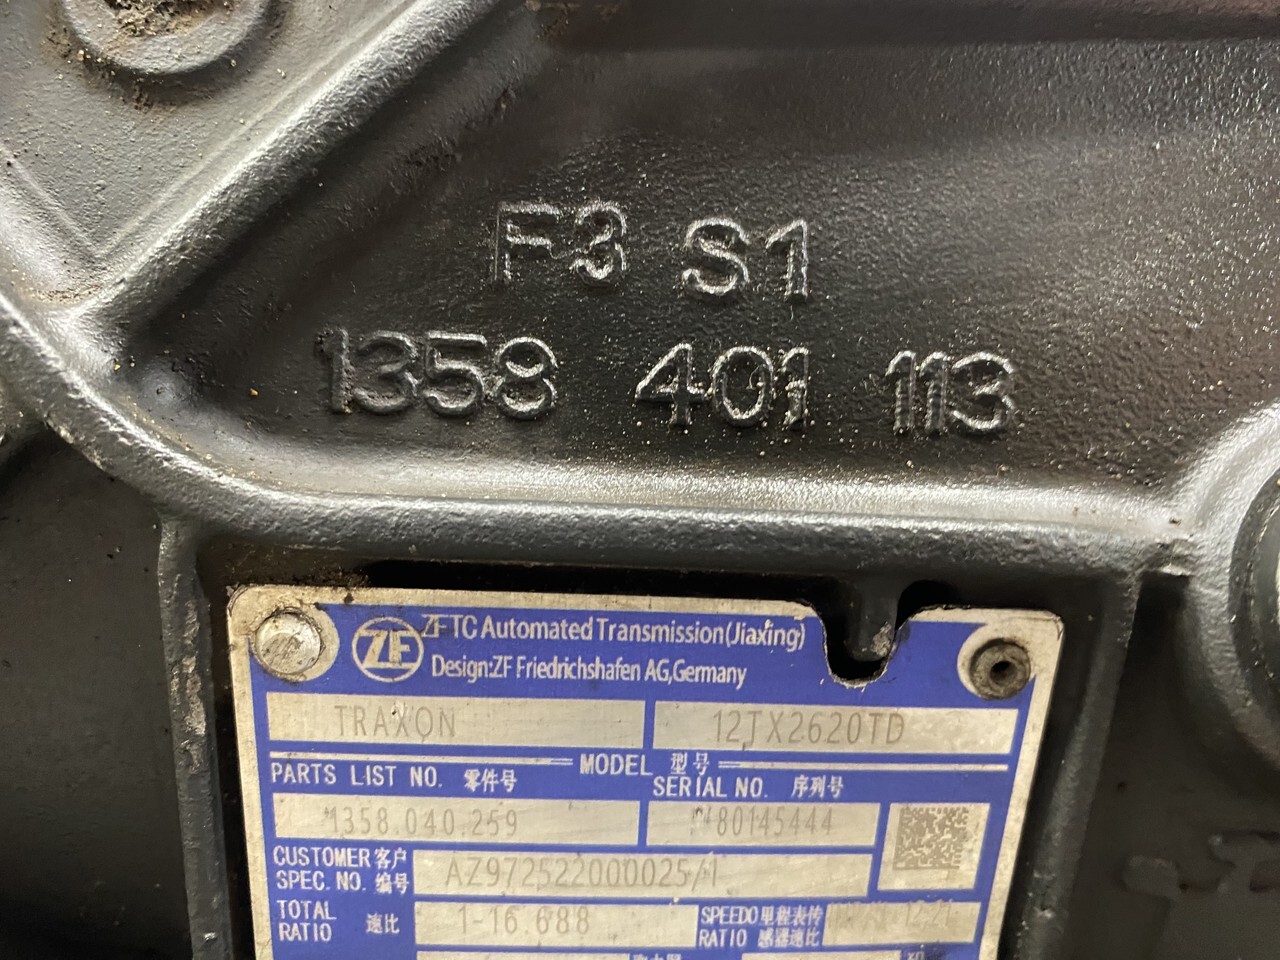 F3 S1
1358 401 113
ZF ZFTC Automated Transmission(Jiaxing)
Design:ZF Friedrichshafen AG,Germany
TRAXON 12TX2620TD
MODEL 型号
PARTS LIST NO. 零件号 SERIAL NO. 序列号
1358.040.259 80145444
CUSTOMER 客户
SPEC.NO. 编号 AZ972522000025/1
TOTAL RATIO 速比 1-16.688 SPEEDO RATIO 里程表传感器速比